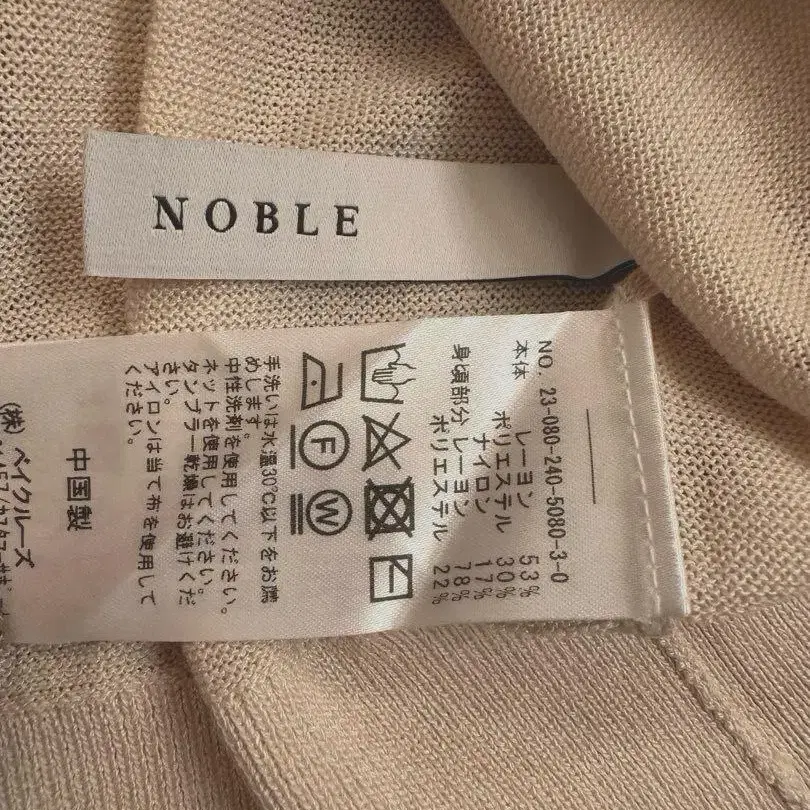 NOBLE
NO. 23-080-240-5080-3-0
本体 レーヨン 53%
ポリエステル 30%
ナイロン 17%
身頃部分 レーヨン 78%
ポリエステル 22%
F W
手洗いは水温30℃以下をお薦
めします。
中性洗剤を使用してください。
ネットを使用してください。
タンブラー乾燥はお避けくだ
さい。
アイロンは当て布を使用して
ください。
中国製
(株)ベイクルーズ